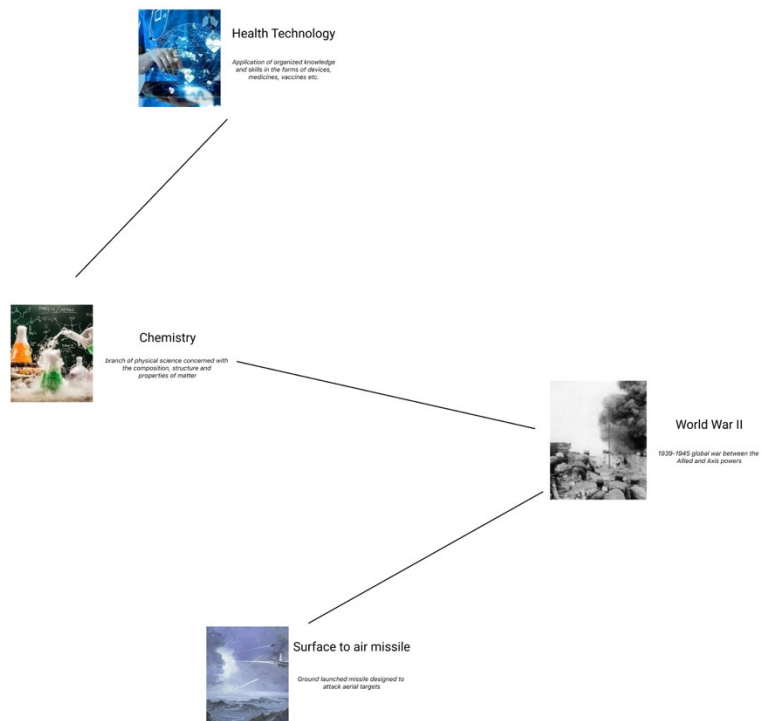 Health Technology
Application of organized knowledge
and skills in the forms of devices,
medicines, vaccines etc.
Chemistry
branch of physical science concerned with
the composition, structure and
properties of matter
World War II
1939-1945 global war between the
Allied and Axis powers
Surface to air missile
Ground launched missile designed to
attack aerial targets